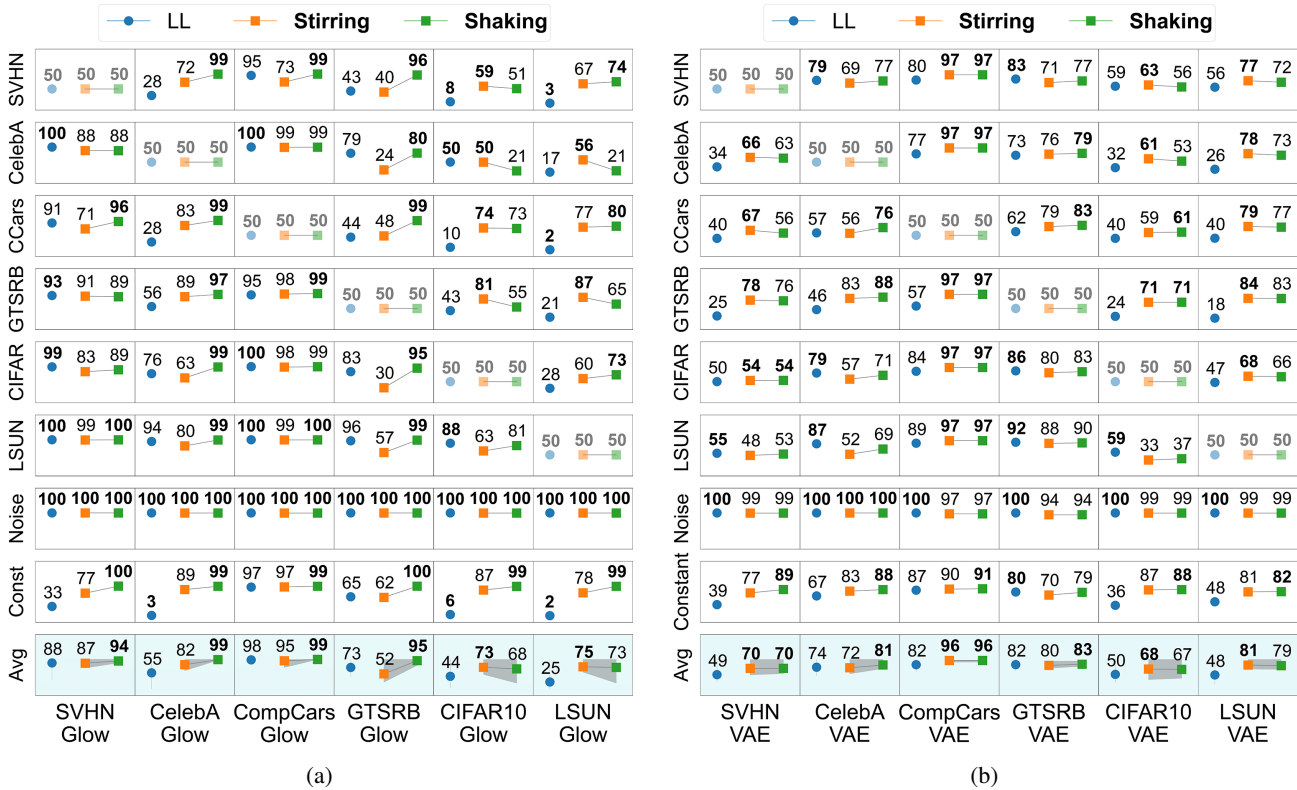 LL Stirring Shaking
SVHN 50 50 50 28 72 99 95 73 99 43 40 96 8 59 51 3 67 74
CelebA 100 88 88 50 50 50 100 99 99 79 24 80 50 50 21 17 56 21
CCars 91 71 96 28 83 99 50 50 50 44 48 99 10 74 73 2 77 80
GTSRB 93 91 89 56 89 97 95 98 99 50 50 50 43 81 55 21 87 65
CIFAR 99 83 89 76 63 99 100 98 99 83 30 95 50 50 50 28 60 73
LSUN 100 99 100 94 80 99 100 99 100 96 57 99 88 63 81 50 50 50
Noise 100 100 100 100 100 100 100 100 100 100 100 100 100 100 100 100 100 100
Const 33 77 100 3 89 99 97 97 99 65 62 100 6 87 99 2 78 99
Avg 88 87 94 55 82 99 98 95 99 73 52 95 44 73 68 25 75 73
SVHN CelebA CompCars GTSRB CIFAR10 LSUN
Glow Glow Glow Glow Glow Glow
(a)
LL Stirring Shaking
SVHN 50 50 50 79 69 77 80 97 97 83 71 77 59 63 56 56 77 72
CelebA 34 66 63 50 50 50 77 97 97 73 76 79 32 61 53 26 78 73
CCars 40 67 56 57 56 76 50 50 50 62 79 83 40 59 61 40 79 77
GTSRB 25 78 76 46 83 88 57 97 97 50 50 50 24 71 71 18 84 83
CIFAR 50 54 54 79 57 71 84 97 97 86 80 83 50 50 50 47 68 66
LSUN 55 48 53 87 52 69 89 97 97 92 88 90 59 33 37 50 50 50
Noise 100 99 99 100 100 100 100 97 97 100 94 94 100 99 99 100 99 99
Constant 39 77 89 67 83 88 87 90 91 80 70 79 36 87 88 48 81 82
Avg 49 70 70 74 72 81 82 96 96 82 80 83 50 68 67 48 81 79
SVHN CelebA CompCars GTSRB CIFAR10 LSUN
VAE VAE VAE VAE VAE VAE
(b)